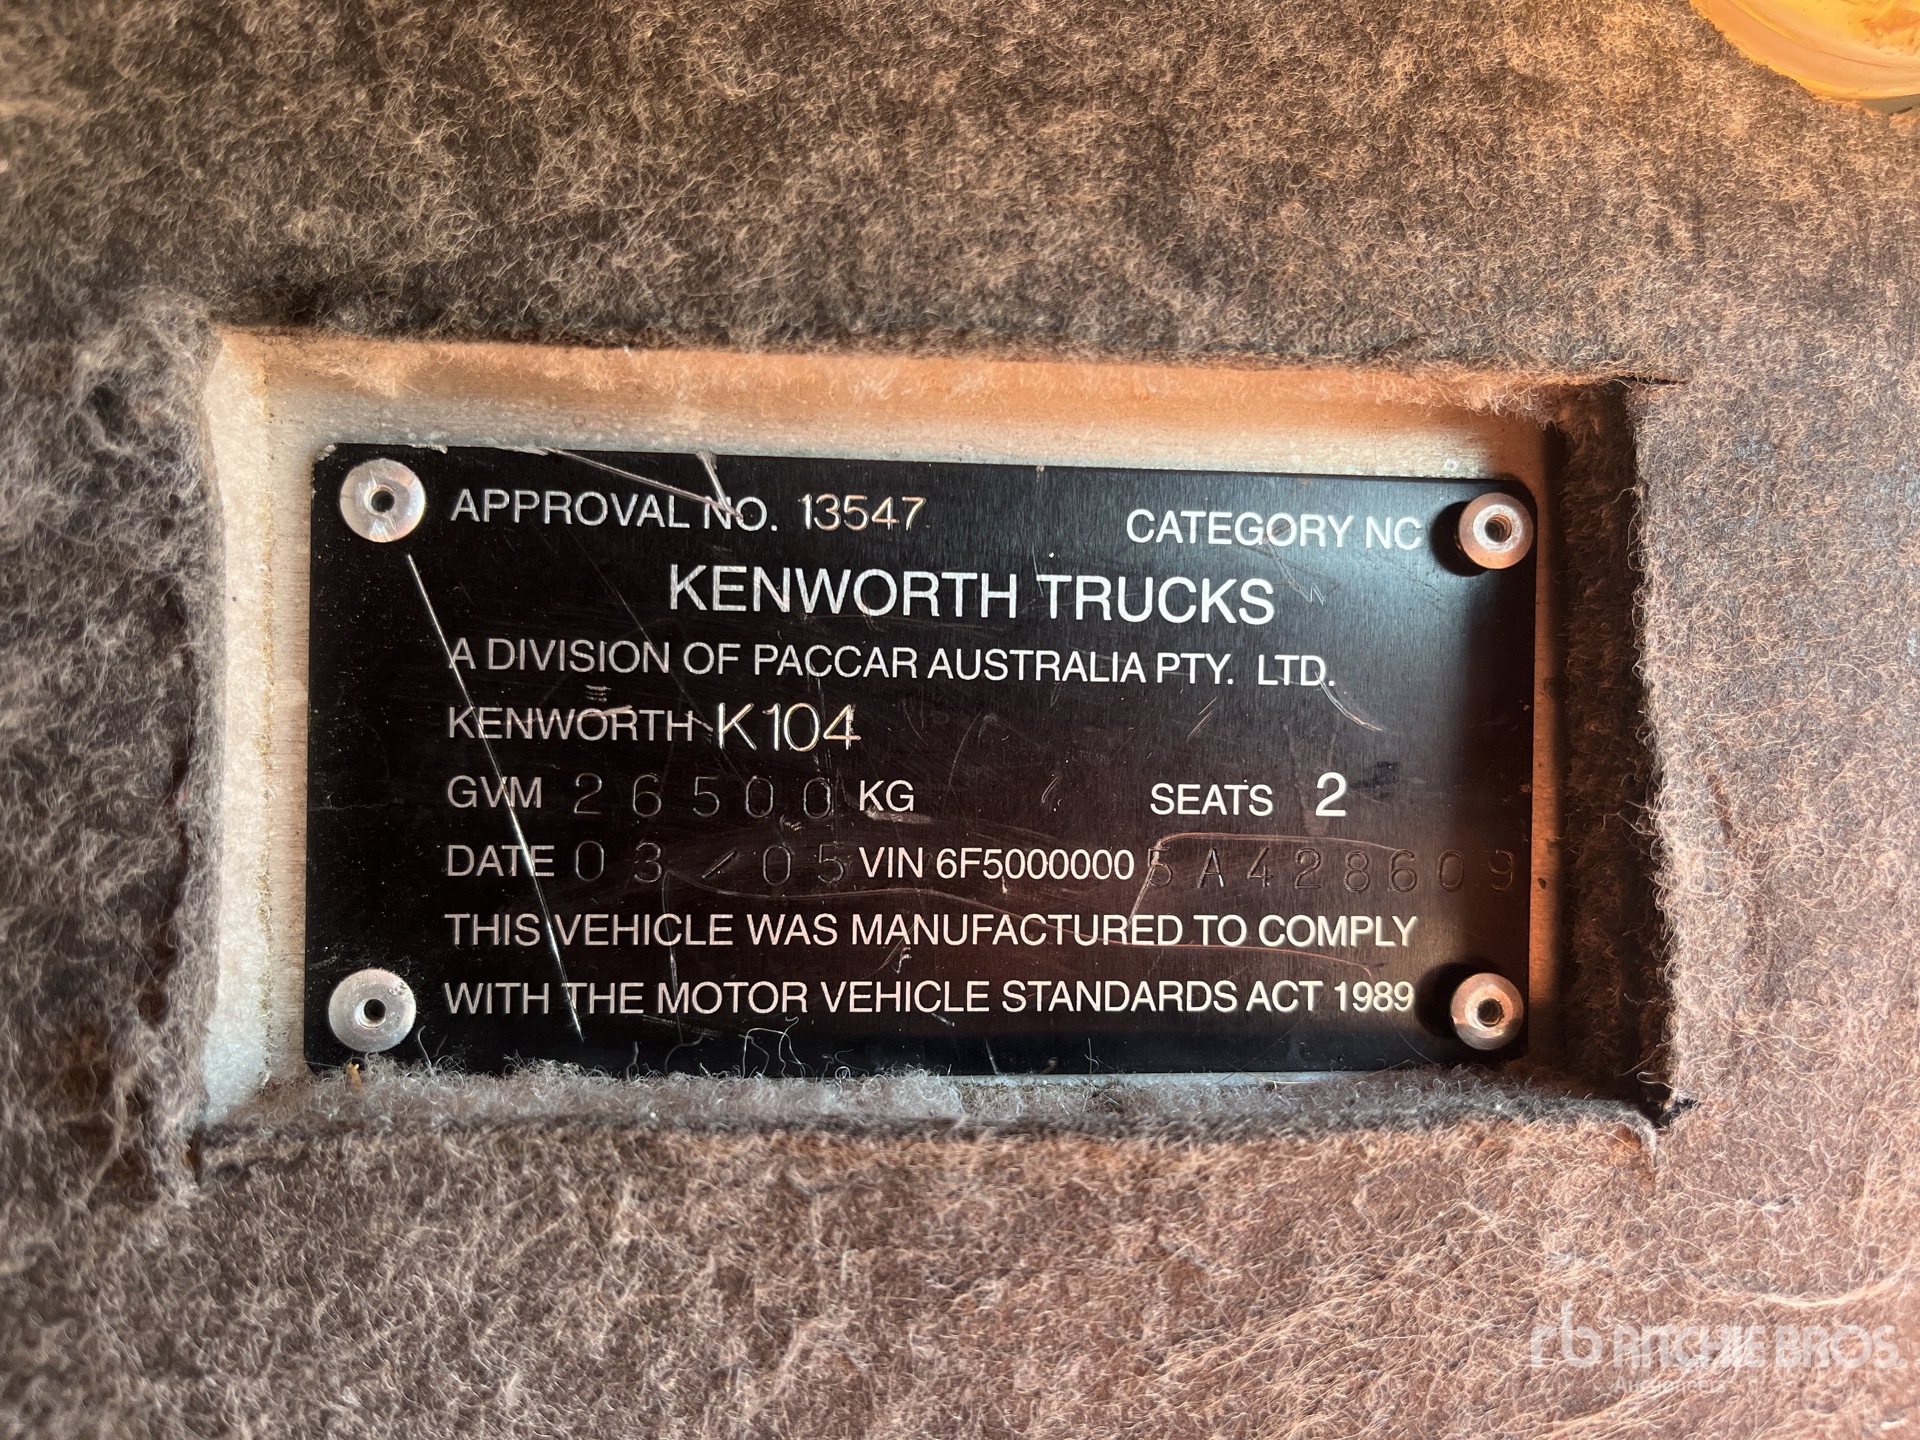 APPROVAL NO. 13547 CATEGORY NC
KENWORTH TRUCKS
A DIVISION OF PACCAR AUSTRALIA PTY. LTD.
KENWORTH K104
GVM 26500 KG SEATS 2
DATE 03/05 VIN 6F50000005A428609
THIS VEHICLE WAS MANUFACTURED TO COMPLY
WITH THE MOTOR VEHICLE STANDARDS ACT 1989
rb RITCHIE BROS.
Auctioneers